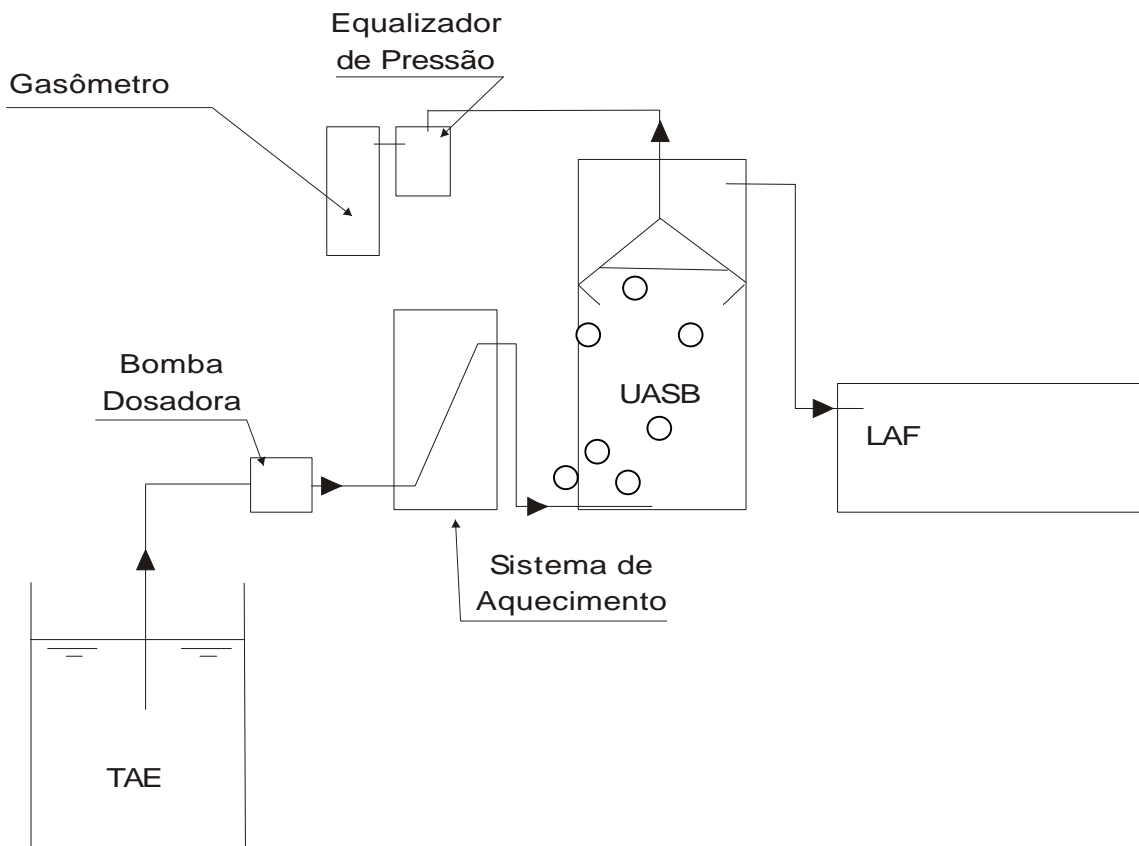 Equalizador
de Pressão
Gasômetro
Bomba
Dosadora
UASB
LAF
Sistema de
Aquecimento
TAE